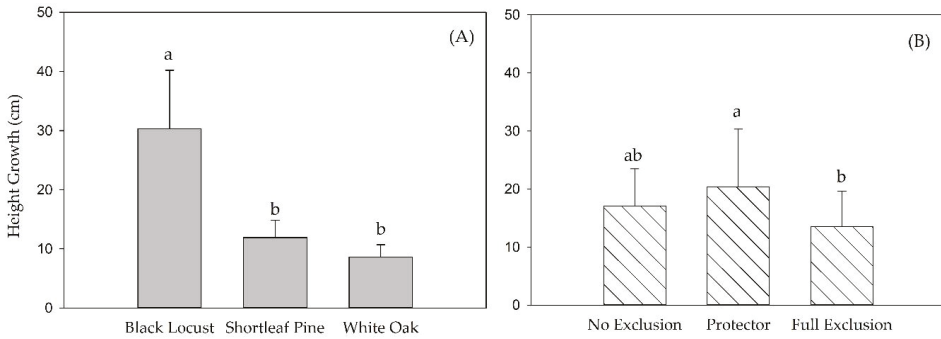 50
40
30
20
10
0
Height Growth (cm)
(A)
a
b
b
Black Locust Shortleaf Pine White Oak
50
40
30
20
10
0
(B)
ab
a
b
No Exclusion Protector Full Exclusion